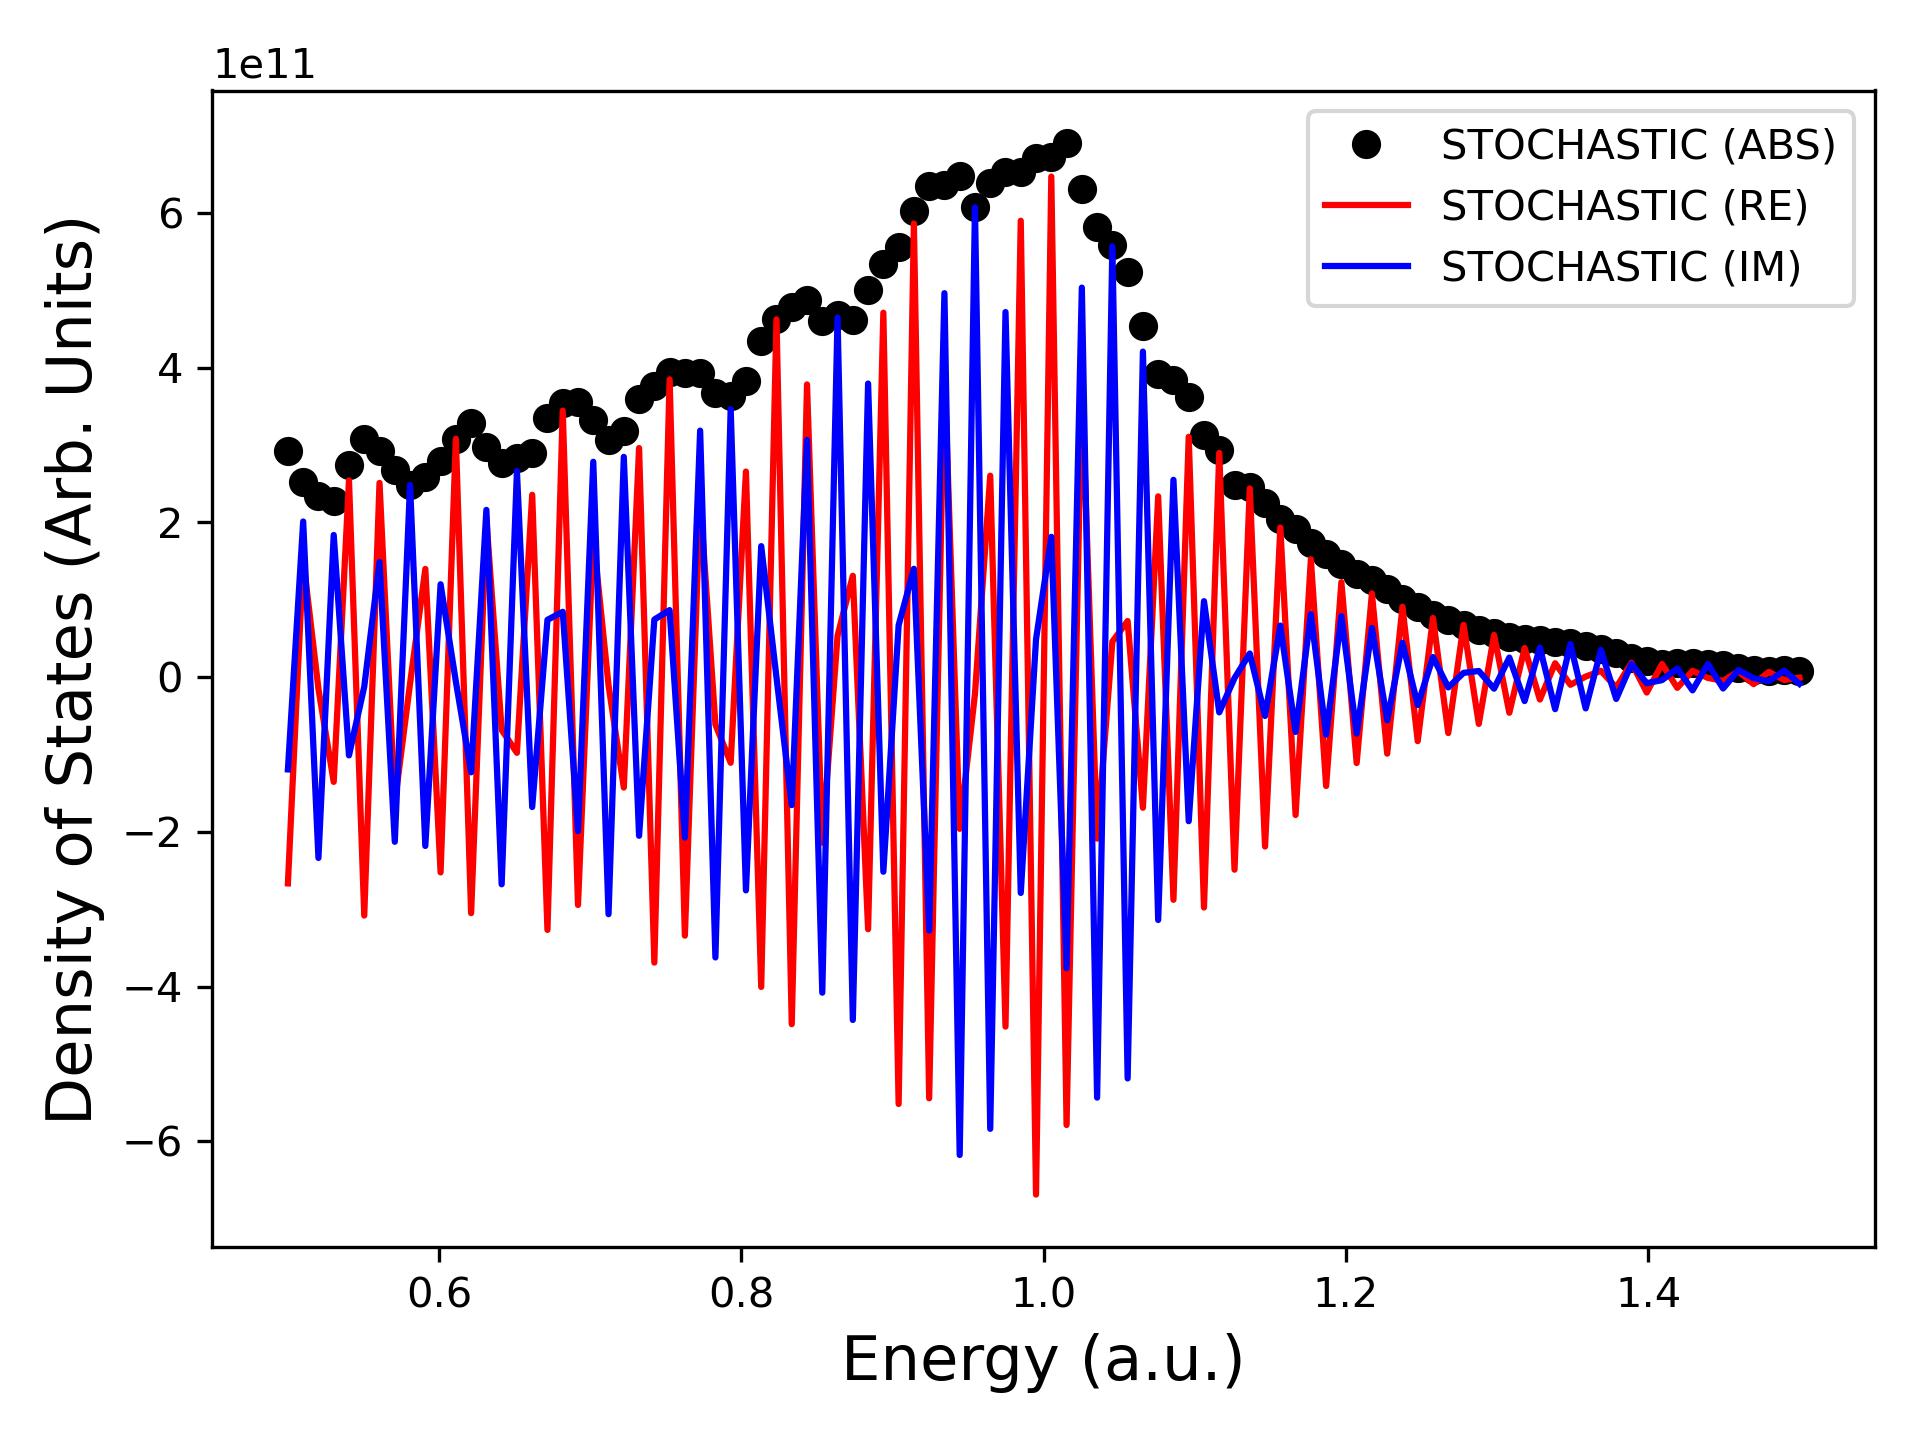 1e11
STOCHASTIC (ABS)
STOCHASTIC (RE)
STOCHASTIC (IM)
Density of States (Arb. Units)
6
4
2
0
−2
−4
−6
0.6 0.8 1.0 1.2 1.4
Energy (a.u.)